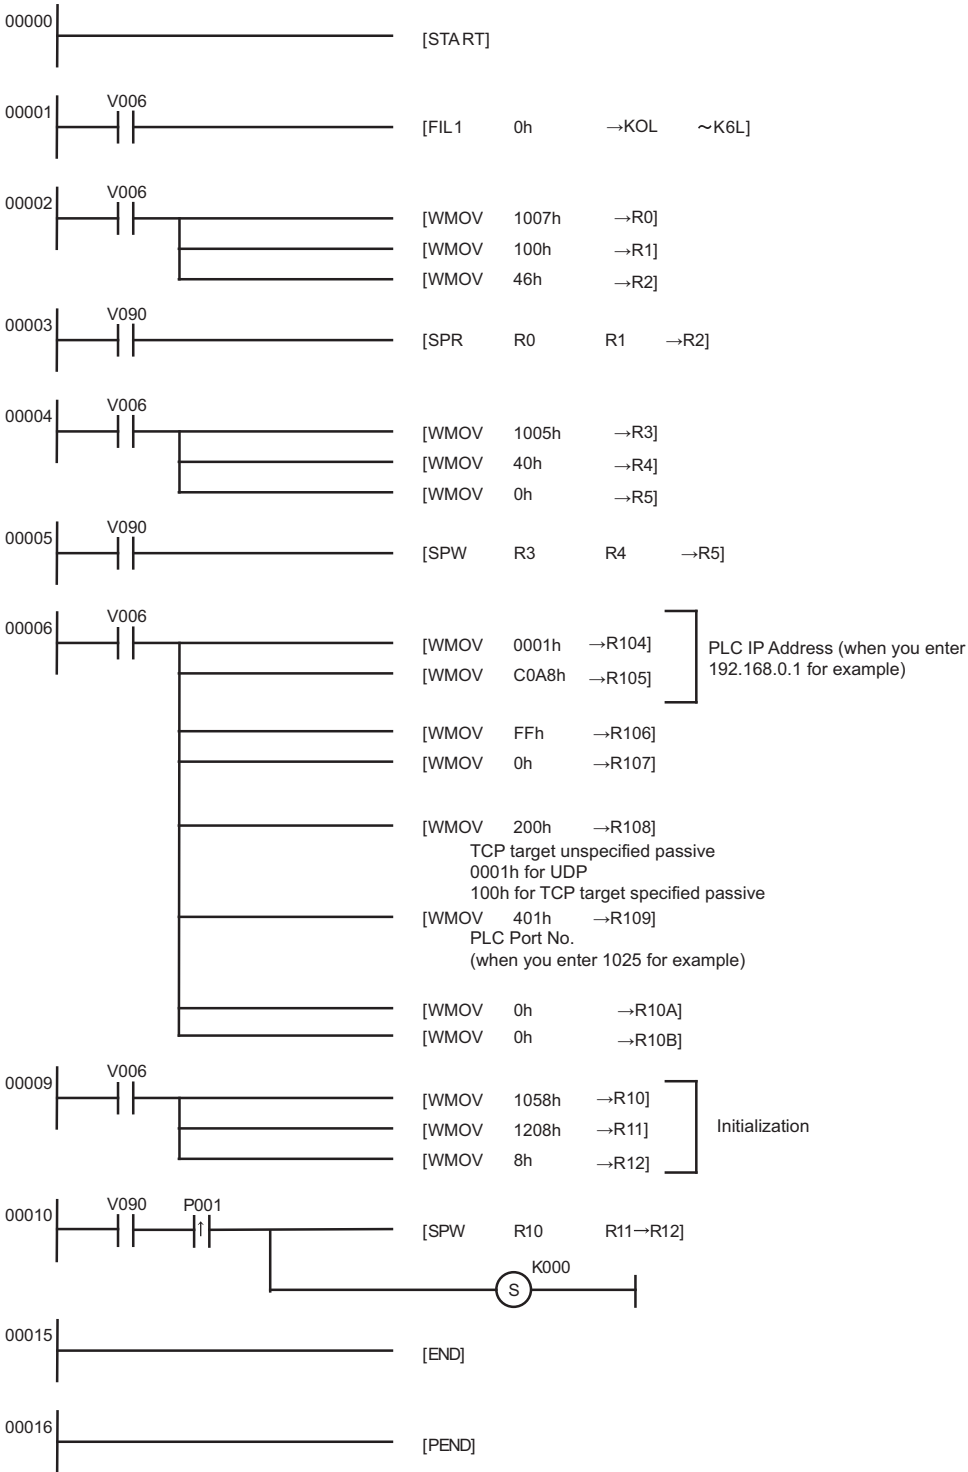 00000
[START]
00001
V006
[FIL1 0h →KOL ～K6L]
00002
V006
[WMOV 1007h →R0]
[WMOV 100h →R1]
[WMOV 46h →R2]
00003
V090
[SPR R0 R1 →R2]
00004
V006
[WMOV 1005h →R3]
[WMOV 40h →R4]
[WMOV 0h →R5]
00005
V090
[SPW R3 R4 →R5]
00006
V006
[WMOV 0001h →R104]
[WMOV C0A8h →R105]
PLC IP Address (when you enter
192.168.0.1 for example)
[WMOV FFh →R106]
[WMOV 0h →R107]
[WMOV 200h →R108]
TCP target unspecified passive
0001h for UDP
100h for TCP target specified passive
[WMOV 401h →R109]
PLC Port No.
(when you enter 1025 for example)
[WMOV 0h →R10A]
[WMOV 0h →R10B]
00009
V006
[WMOV 1058h →R10]
[WMOV 1208h →R11]
[WMOV 8h →R12]
Initialization
00010
V090 P001
↑
[SPW R10 R11→R12]
K000
S
00015
[END]
00016
[PEND]